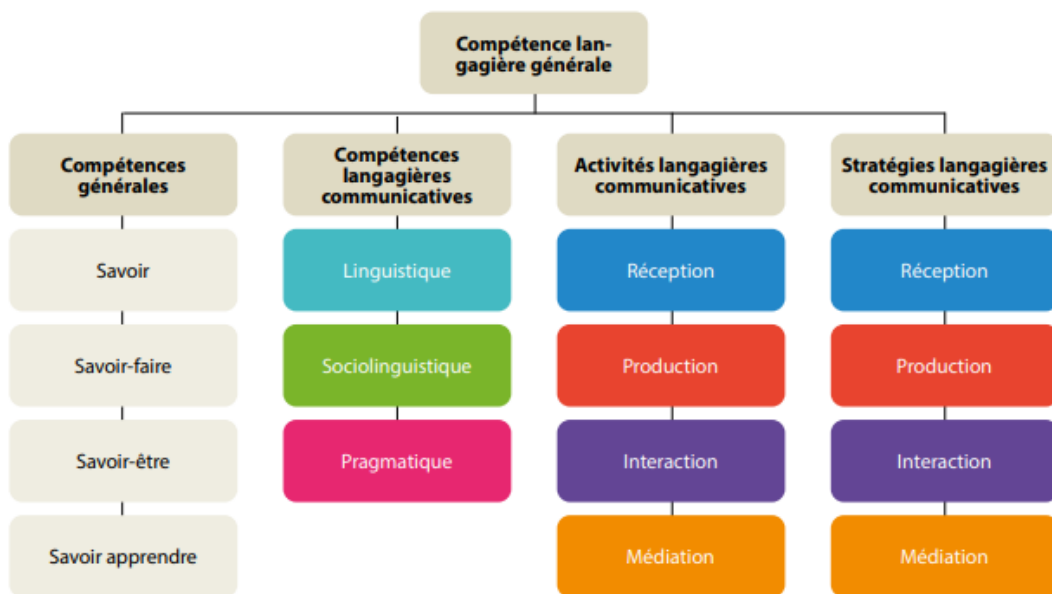 Compétence lan-
gagière générale
Compétences
générales
Savoir
Savoir-faire
Savoir-être
Savoir apprendre
Compétences
langagières
communicatives
Linguistique
Sociolinguistique
Pragmatique
Activités langagières
communicatives
Réception
Production
Interaction
Médiation
Stratégies langagières
communicatives
Réception
Production
Interaction
Médiation